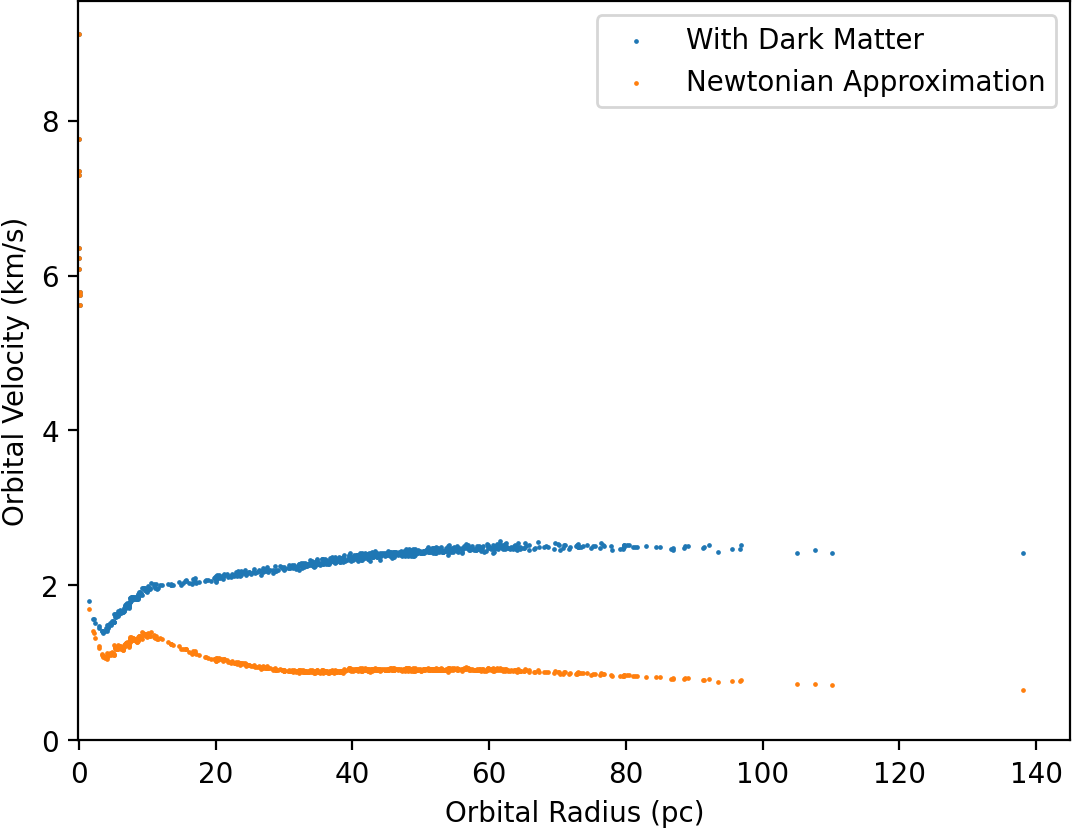 With Dark Matter
Newtonian Approximation
Orbital Velocity (km/s)
8
6
4
2
0
0 20 40 60 80 100 120 140
Orbital Radius (pc)